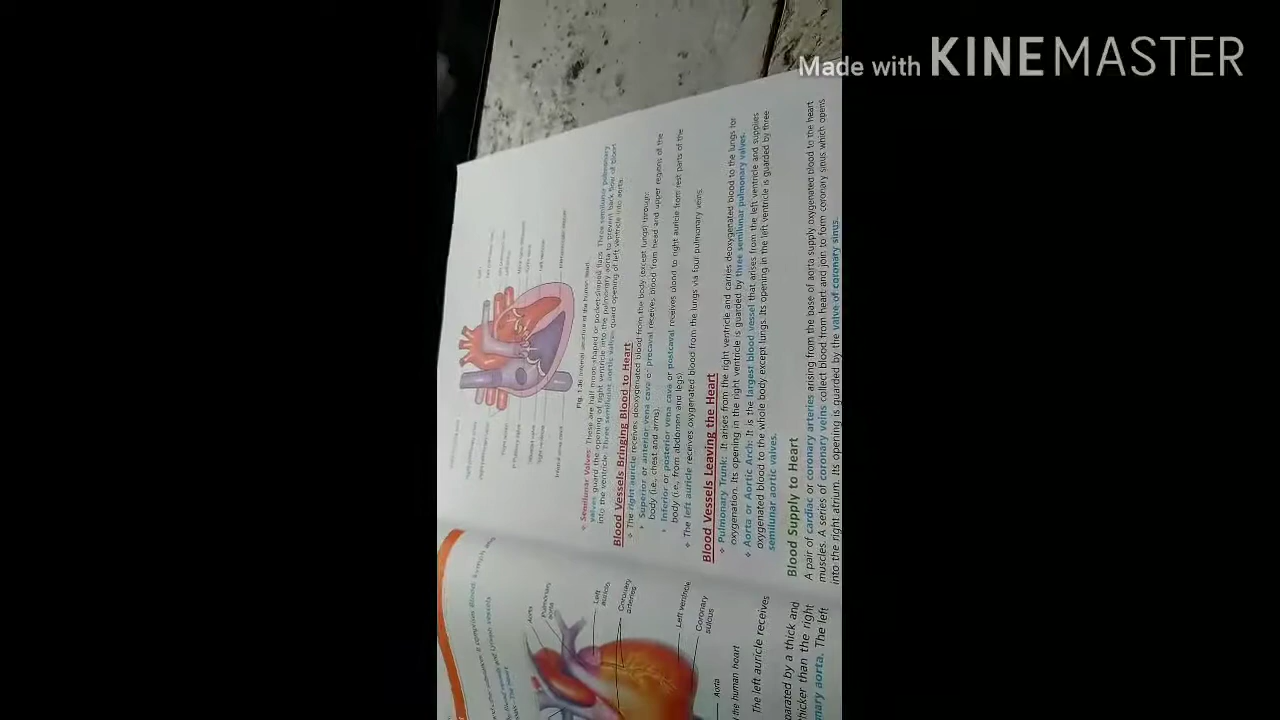 Made with KINEMASTER
Fig. 1.36 Internal structure of the human heart.
Semilunar Valves: These are half moon-shaped or pocket-shaped flaps. Three semilunar pulmonary
valves guard the opening of right ventricle into the pulmonary aorta to prevent back flow of blood
into the ventricle. Three semilunar aortic valves guard opening of left ventricle into aorta.
Blood Vessels Bringing Blood to Heart
The right auricle receives deoxygenated blood from the body (except lungs) through:
Superior or anterior vena cava or precaval receives blood from head and upper regions of the
body (i.e., chest and arms).
Inferior or posterior vena cava or postcaval receives blood to right auricle from rest parts of the
body (i.e., from abdomen and legs).
The left auricle receives oxygenated blood from the lungs via four pulmonary veins.
Blood Vessels Leaving the Heart
Pulmonary Trunk: It arises from the right ventricle and carries deoxygenated blood to the lungs for
oxygenation. Its opening in the right ventricle is guarded by three semilunar pulmonary valves.
Aorta or Aortic Arch: It is the largest blood vessel that arises from the left ventricle and supplies
oxygenated blood to the whole body except lungs. Its opening in the left ventricle is guarded by three
semilunar aortic valves.
Blood Supply to Heart
A pair of cardiac or coronary arteries arising from the base of aorta supply oxygenated blood to the heart
muscles. A series of coronary veins collect blood from heart and join to form coronary sinus which opens
into the right atrium. Its opening is guarded by the valve of coronary sinus.
Aorta
Pulmonary
aorta
Left
auricle
Coronary
arteries
Left ventricle
Coronary
sulcus
the human heart
Aorta
The left auricle receives
parated by a thick and
thicker than the right
nary aorta. The left